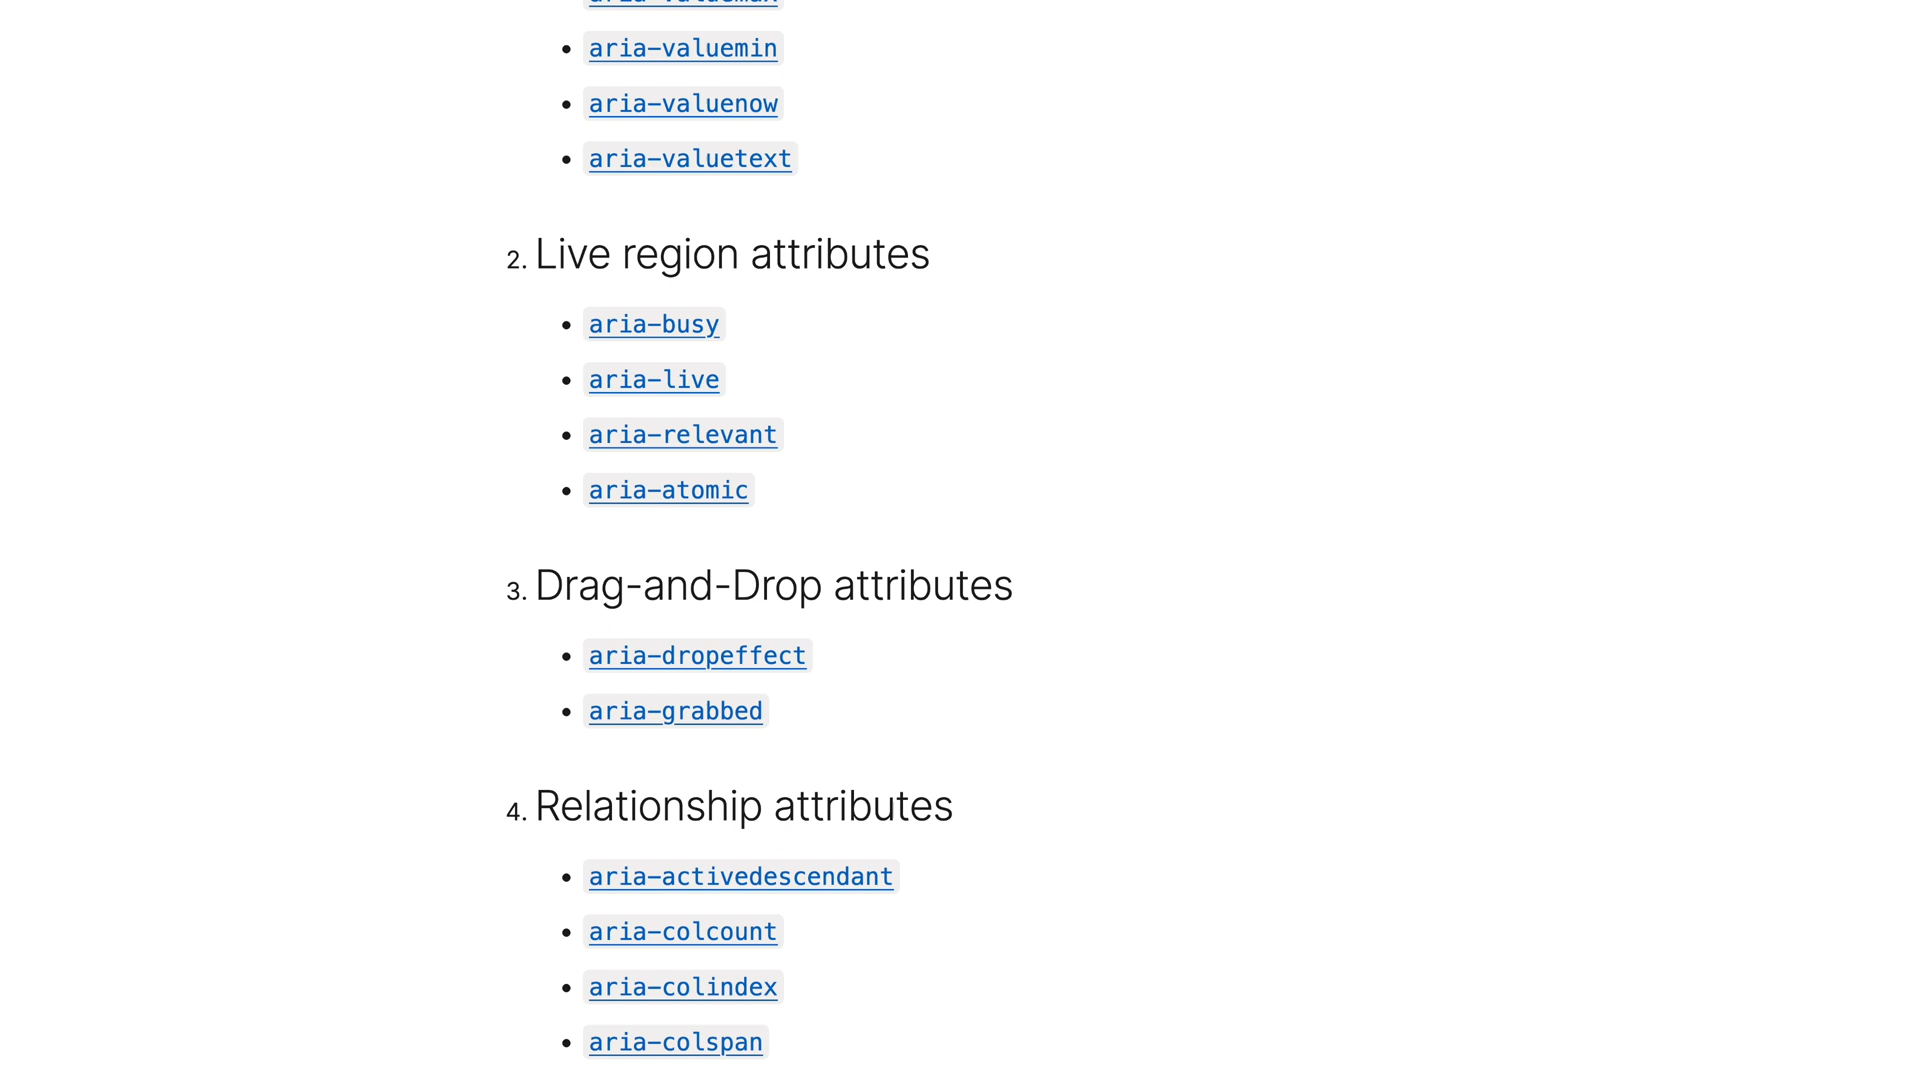 aria-valuemax
aria-valuemin
aria-valuenow
aria-valuetext
2. Live region attributes
aria-busy
aria-live
aria-relevant
aria-atomic
3. Drag-and-Drop attributes
aria-dropeffect
aria-grabbed
4. Relationship attributes
aria-activedescendant
aria-colcount
aria-colindex
aria-colspan